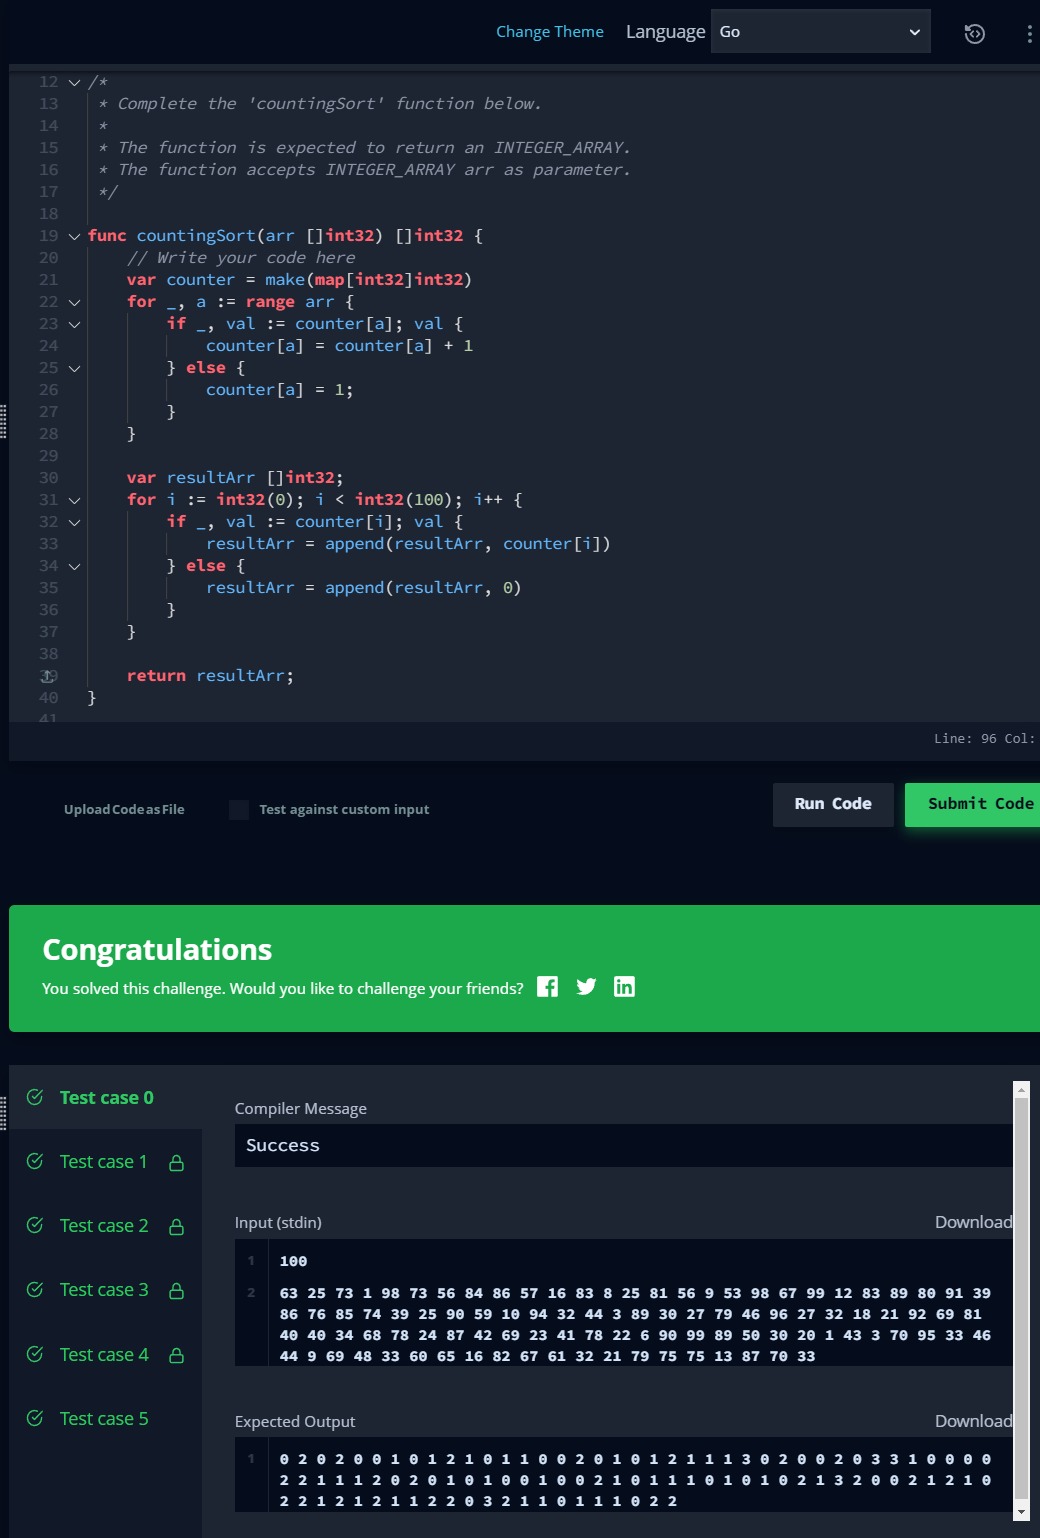 Change Theme Language Go
12 /*
13 * Complete the 'countingSort' function below.
14 *
15 * The function is expected to return an INTEGER_ARRAY.
16 * The function accepts INTEGER_ARRAY arr as parameter.
17 */
18
19 func countingSort(arr []int32) []int32 {
20 // Write your code here
21 var counter = make(map[int32]int32)
22 for _, a := range arr {
23 if _, val := counter[a]; val {
24 counter[a] = counter[a] + 1
25 } else {
26 counter[a] = 1;
27 }
28 }
29
30 var resultArr []int32;
31 for i := int32(0); i < int32(100); i++ {
32 if _, val := counter[i]; val {
33 resultArr = append(resultArr, counter[i])
34 } else {
35 resultArr = append(resultArr, 0)
36 }
37 }
38
39 return resultArr;
40 }
41
Line: 96 Col:
Upload Code as File Test against custom input Run Code Submit Code
Congratulations
You solved this challenge. Would you like to challenge your friends?
Test case 0
Test case 1
Test case 2
Test case 3
Test case 4
Test case 5
Compiler Message
Success
Input (stdin) Download
1 100
2 63 25 73 1 98 73 56 84 86 57 16 83 8 25 81 56 9 53 98 67 99 12 83 89 80 91 39
86 76 85 74 39 25 90 59 10 94 32 44 3 89 30 27 79 46 96 27 32 18 21 92 69 81
40 40 34 68 78 24 87 42 69 23 41 78 22 6 90 99 89 50 30 20 1 43 3 70 95 33 46
44 9 69 48 33 60 65 16 82 67 61 32 21 79 75 75 13 87 70 33
Expected Output Download
1 0 2 0 2 0 0 1 0 1 2 1 0 1 1 0 0 2 0 1 0 1 2 1 1 1 3 0 2 0 0 2 0 3 3 1 0 0 0 0
2 2 1 1 1 2 0 2 0 1 0 1 0 0 1 0 0 2 1 0 1 1 1 0 1 0 1 0 2 1 3 2 0 0 2 1 2 1 0
2 2 1 2 1 2 1 1 2 2 0 3 2 1 1 0 1 1 1 0 2 2